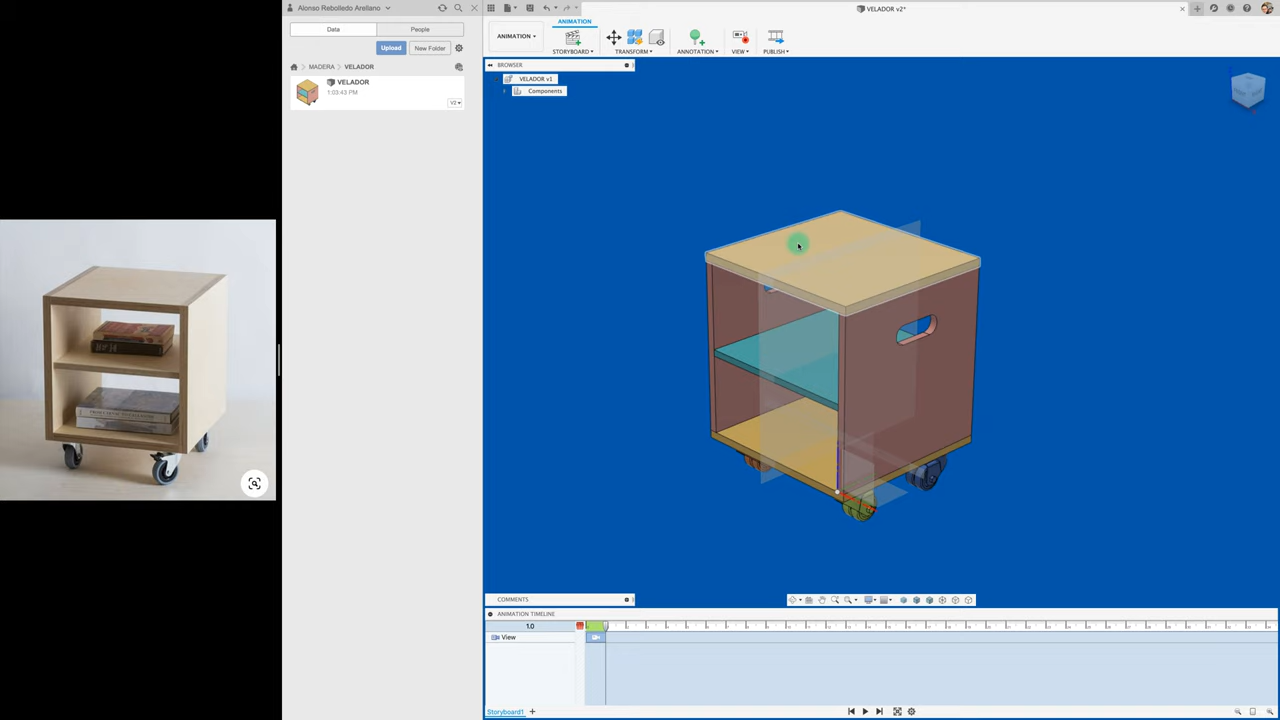 Alonso Rebolledo Arellano
Data
People
Upload
New Folder
MADERA
VELADOR
VELADOR
1:03:43 PM
V2
VELADOR v2*
ANIMATION
ANIMATION
STORYBOARD
TRANSFORM
ANNOTATION
VIEW
PUBLISH
BROWSER
VELADOR v1
Components
COMMENTS
ANIMATION TIMELINE
1.0
View
Storyboard1